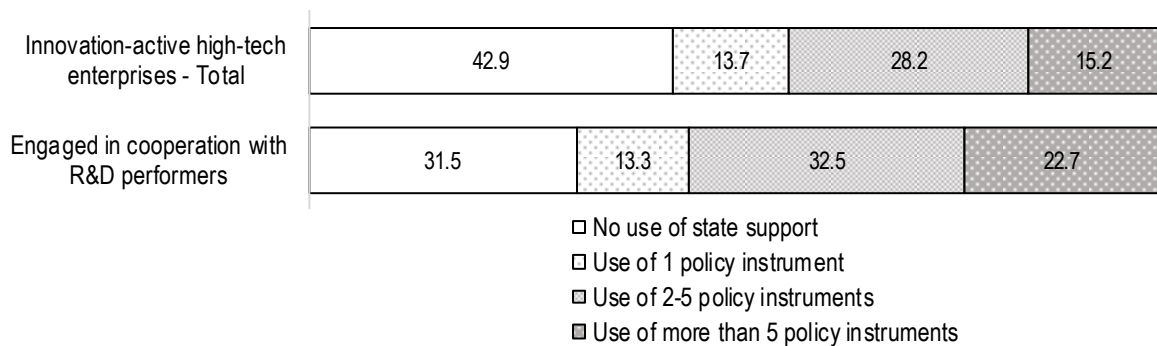 Innovation-active high-tech
enterprises - Total
42.9 13.7 28.2 15.2
Engaged in cooperation with
R&D performers
31.5 13.3 32.5 22.7
No use of state support
Use of 1 policy instrument
Use of 2-5 policy instruments
Use of more than 5 policy instruments